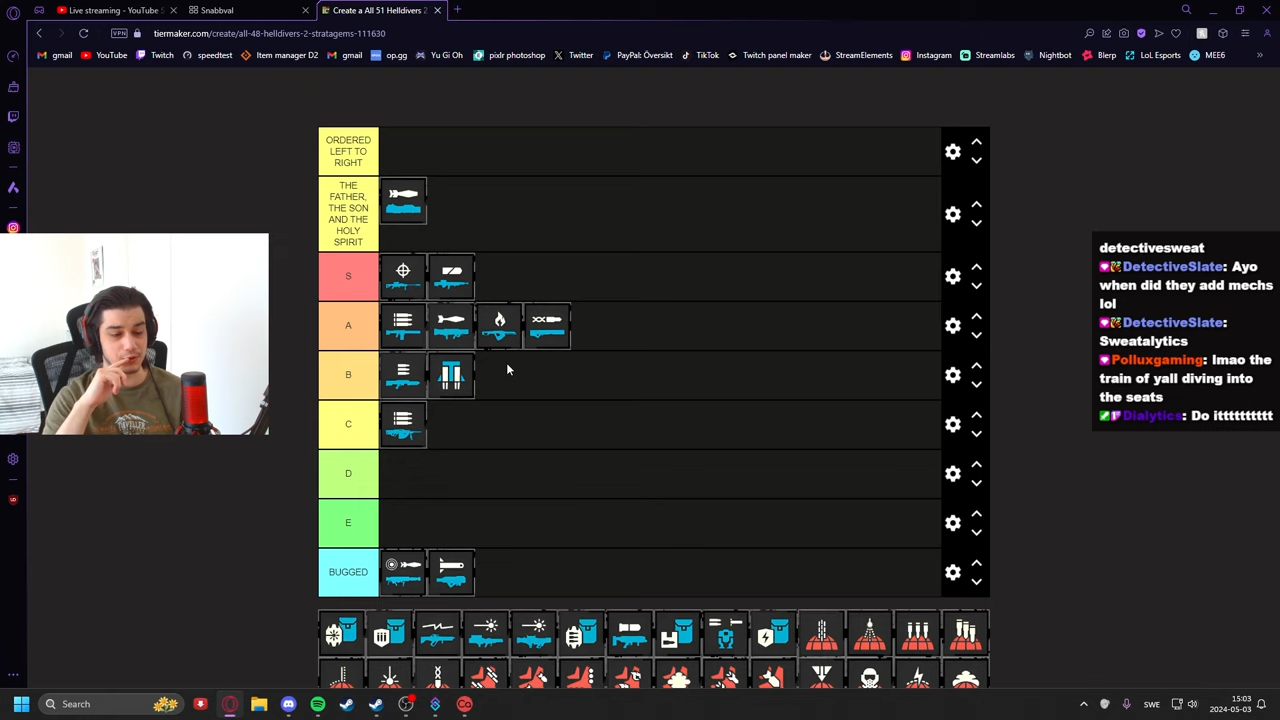 Live streaming - YouTube S
Snabbval
Create a All 51 Helldivers 2
VPN
tiermaker.com/create/all-48-helldivers-2-stratagems-111630
gmail
YouTube
Twitch
speedtest
Item manager D2
gmail
op.gg
Yu Gi Oh
pixlr photoshop
Twitter
PayPal: Översikt
TikTok
Twitch panel maker
StreamElements
Instagram
Streamlabs
Nightbot
Blerp
LoL Esports
MEE6
ORDERED
LEFT TO
RIGHT
THE
FATHER,
THE SON
AND THE
HOLY
SPIRIT
S
A
B
C
D
E
BUGGED
detectivesweat
DetectiveSlate: Ayo
when did they add mechs
lol
DetectiveSlate:
Sweatalytics
Polluxgaming: lmao the
train of yall diving into
the seats
Dialytics: Do itttttttttt
Search
SWE
15:03
2024-05-03